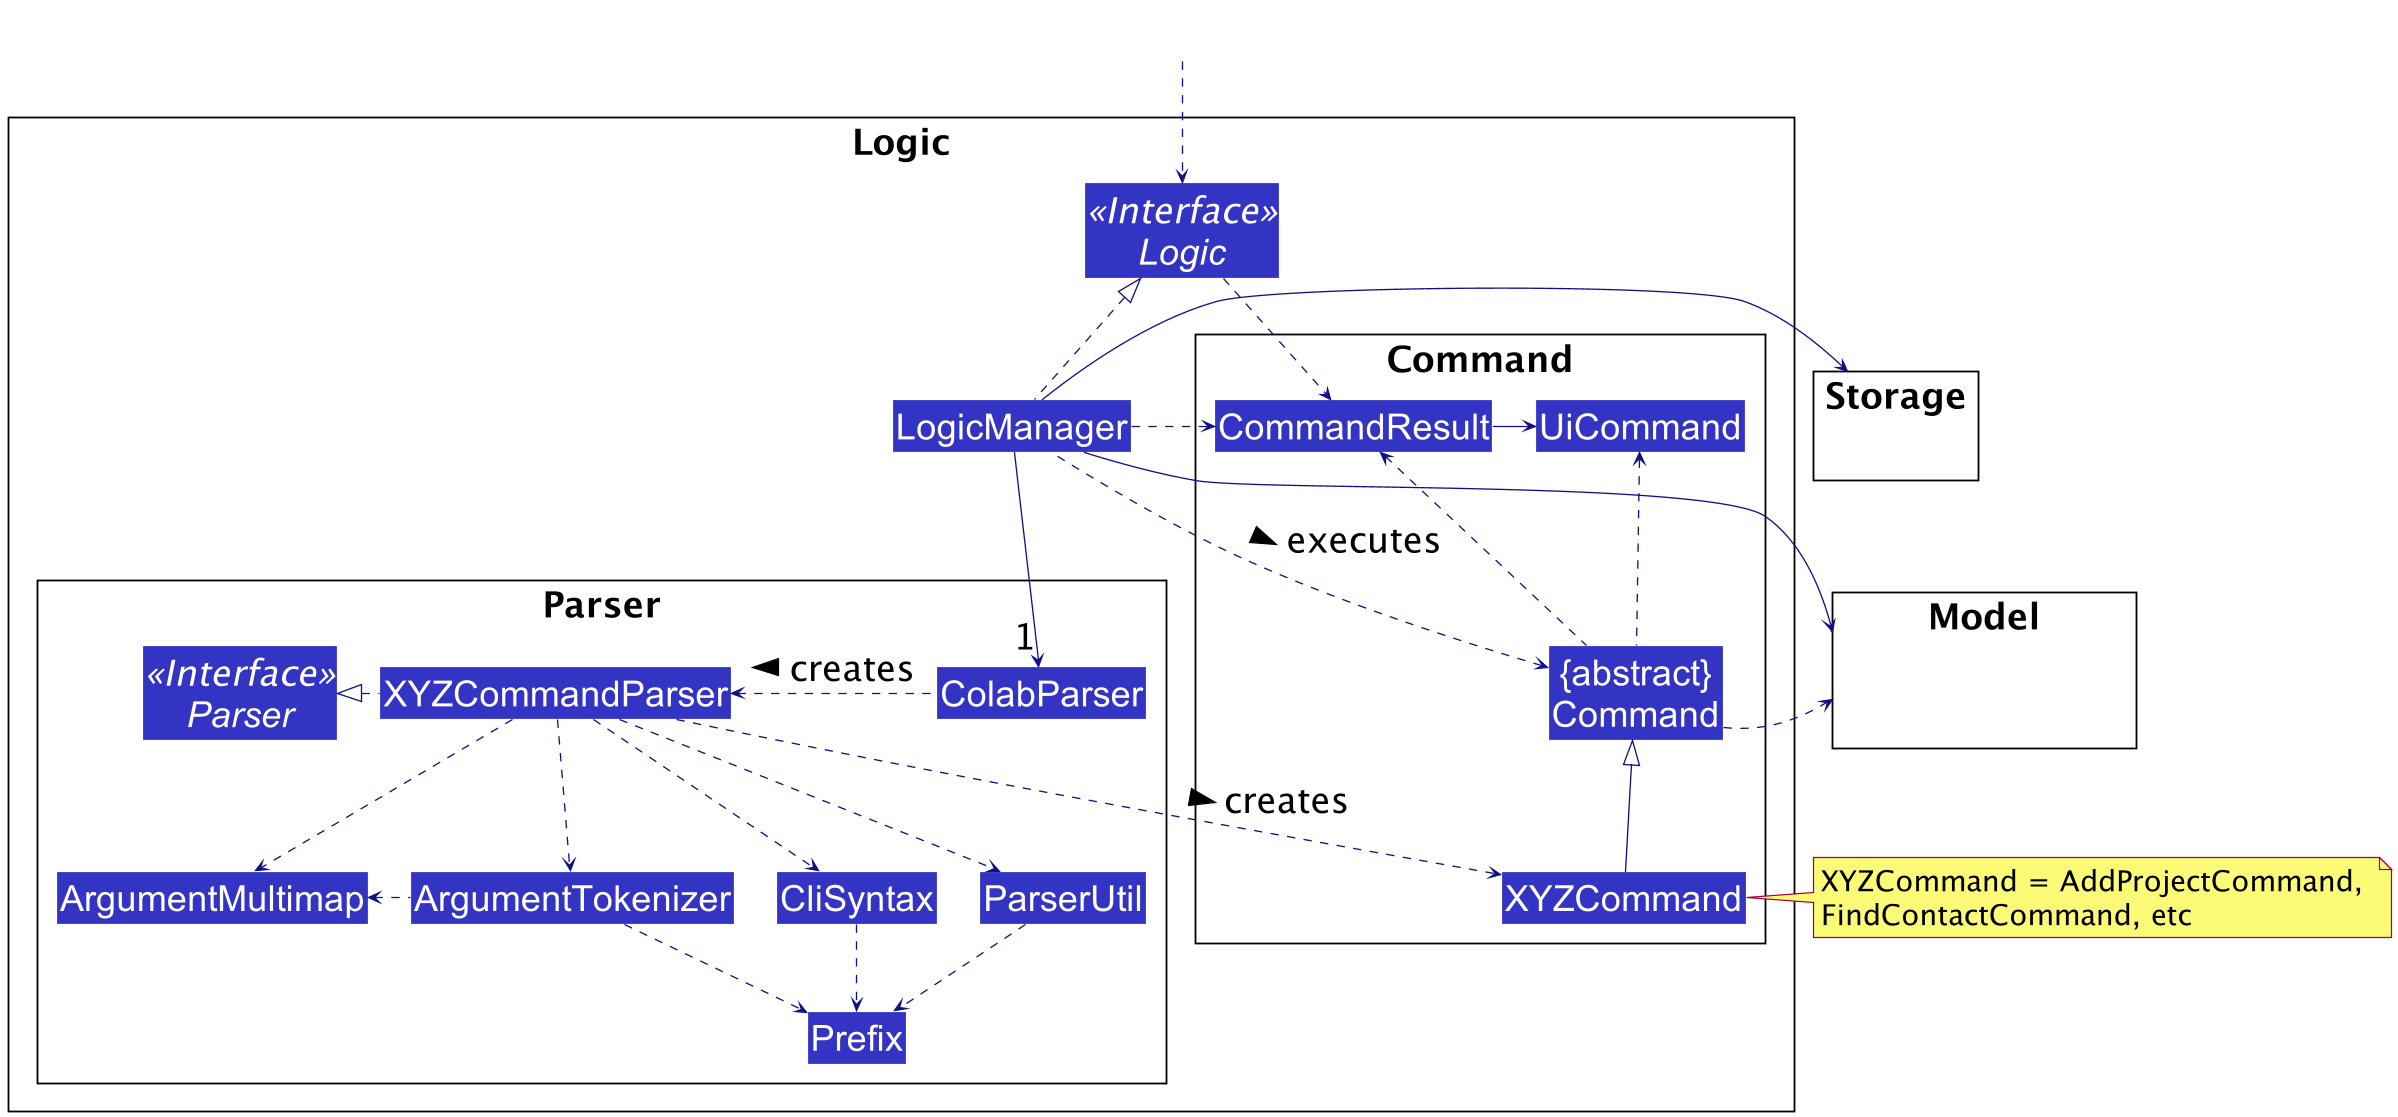 Logic
«Interface»
Logic
Command
Storage
LogicManager
CommandResult
UiCommand
executes
Parser
Model
1
«Interface»
Parser
XYZCommandParser
creates
ColabParser
{abstract}
Command
creates
ArgumentMultimap
ArgumentTokenizer
CliSyntax
ParserUtil
XYZCommand
XYZCommand = AddProjectCommand,
FindContactCommand, etc
Prefix